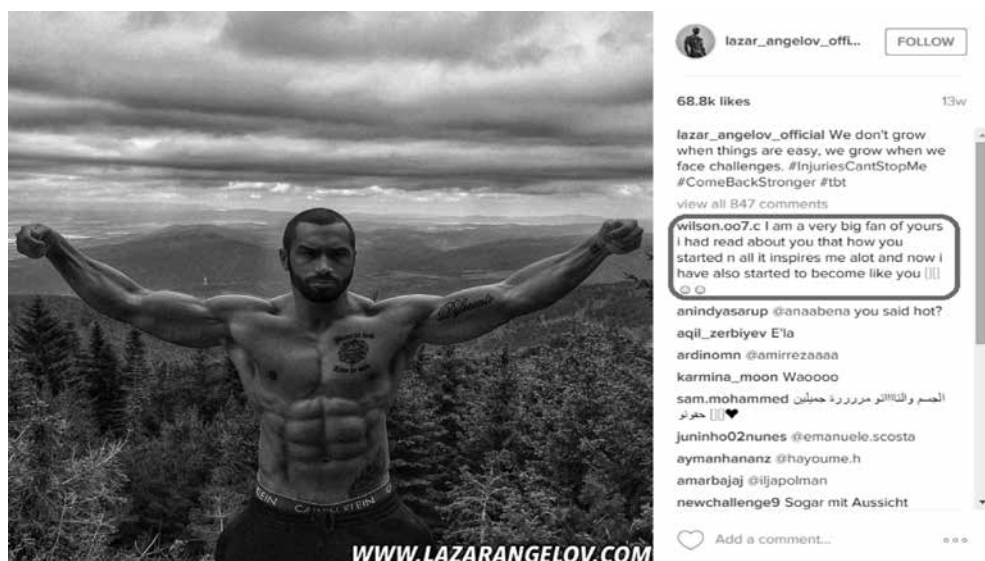 lazar_angelov_offi...
FOLLOW
68.8k likes
13w
lazar_angelov_official We don't grow
when things are easy, we grow when we
face challenges. #InjuriesCantStopMe
#ComeBackStronger #tbt
view all 847 comments
wilson.oo7.c I am a very big fan of yours
i had read about you that how you
started n all it inspires me alot and now i
have also started to become like you
☺☺
anindyasarup @anaabena you said hot?
aqil_zerbiyev E'la
ardinomn @amirrezaaaa
karmina_moon Waoooo
sam.mohammed الجسم والتااااتو مرررررة جميلين
حفوتو ♥
juninho02nunes @emanuele.scosta
aymanhananz @hayoume.h
amarbajaj @iljapolman
newchallenge9 Sogar mit Aussicht
Add a comment...
WWW.LAZARANGELOV.COM